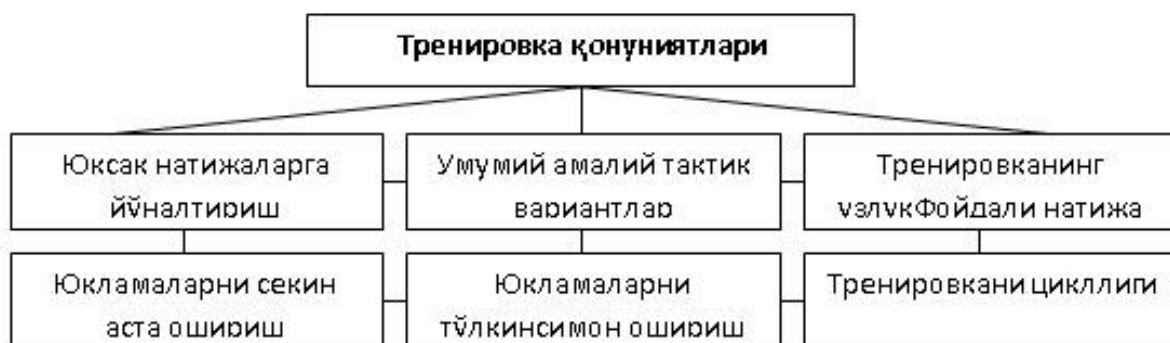 Тренировка қонуниятлари
Юксак натижаларга
йўналтириш
Умумий амалий тактик
вариантлар
Тренировканинг
узлукФойдали натижа
Юкламаларни секин
аста ошириш
Юкламаларни
тўлкинсимон ошириш
Тренировкани цикллиги